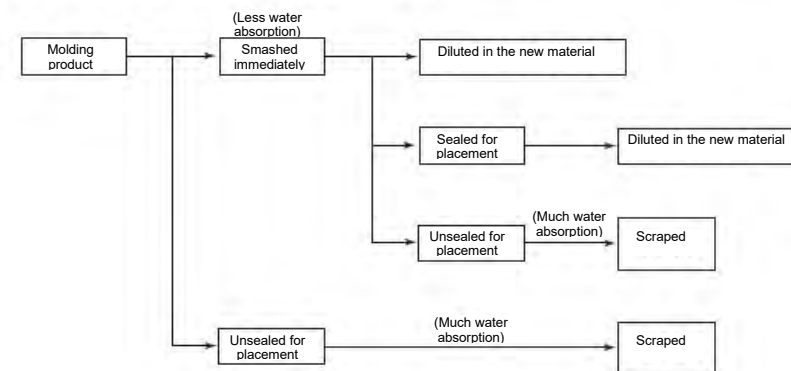 (Less water
absorption)
Molding
product
Smashed
immediately
Diluted in the new material
Sealed for
placement
Diluted in the new material
Unsealed for
placement
(Much water
absorption)
Scraped
Unsealed for
placement
(Much water
absorption)
Scraped